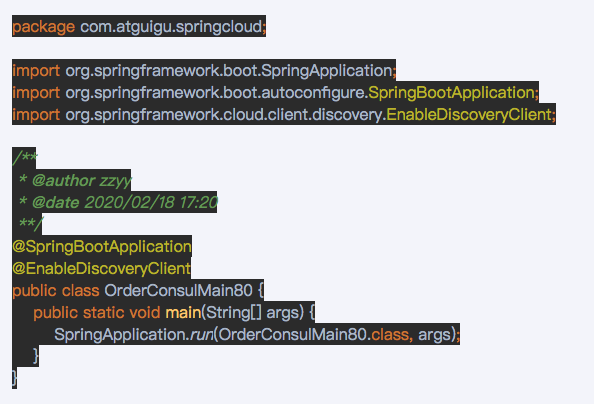 package com.atguigu.springcloud;
import org.springframework.boot.SpringApplication;
import org.springframework.boot.autoconfigure.SpringBootApplication;
import org.springframework.cloud.client.discovery.EnableDiscoveryClient;
/**
 * @author zzyy
 * @date 2020/02/18 17:20
 **/
@SpringBootApplication
@EnableDiscoveryClient
public class OrderConsulMain80 {
    public static void main(String[] args) {
        SpringApplication.run(OrderConsulMain80.class, args);
    }
}